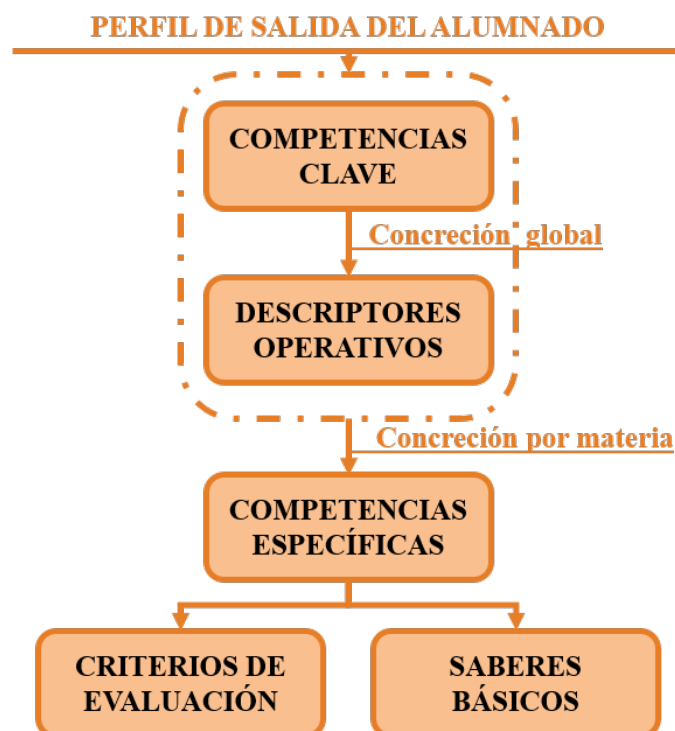 PERFIL DE SALIDA DEL ALUMNADO
COMPETENCIAS
CLAVE
Concreción global
DESCRIPTORES
OPERATIVOS
Concreción por materia
COMPETENCIAS
ESPECÍFICAS
CRITERIOS DE
EVALUACIÓN
SABERES
BÁSICOS